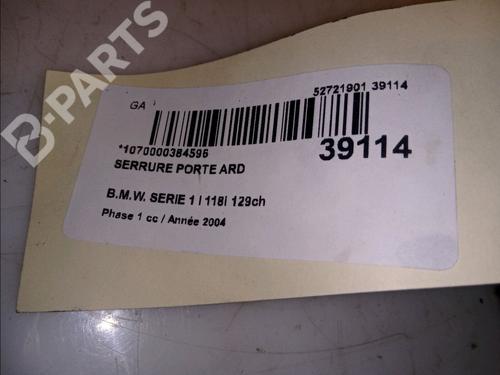 B-PARTS
GA
52721901 39114
*1070000384596
39114
SERRURE PORTE ARD
B.M.W. SERIE 1 I 118i 129ch
Phase 1 cc / Année 2004